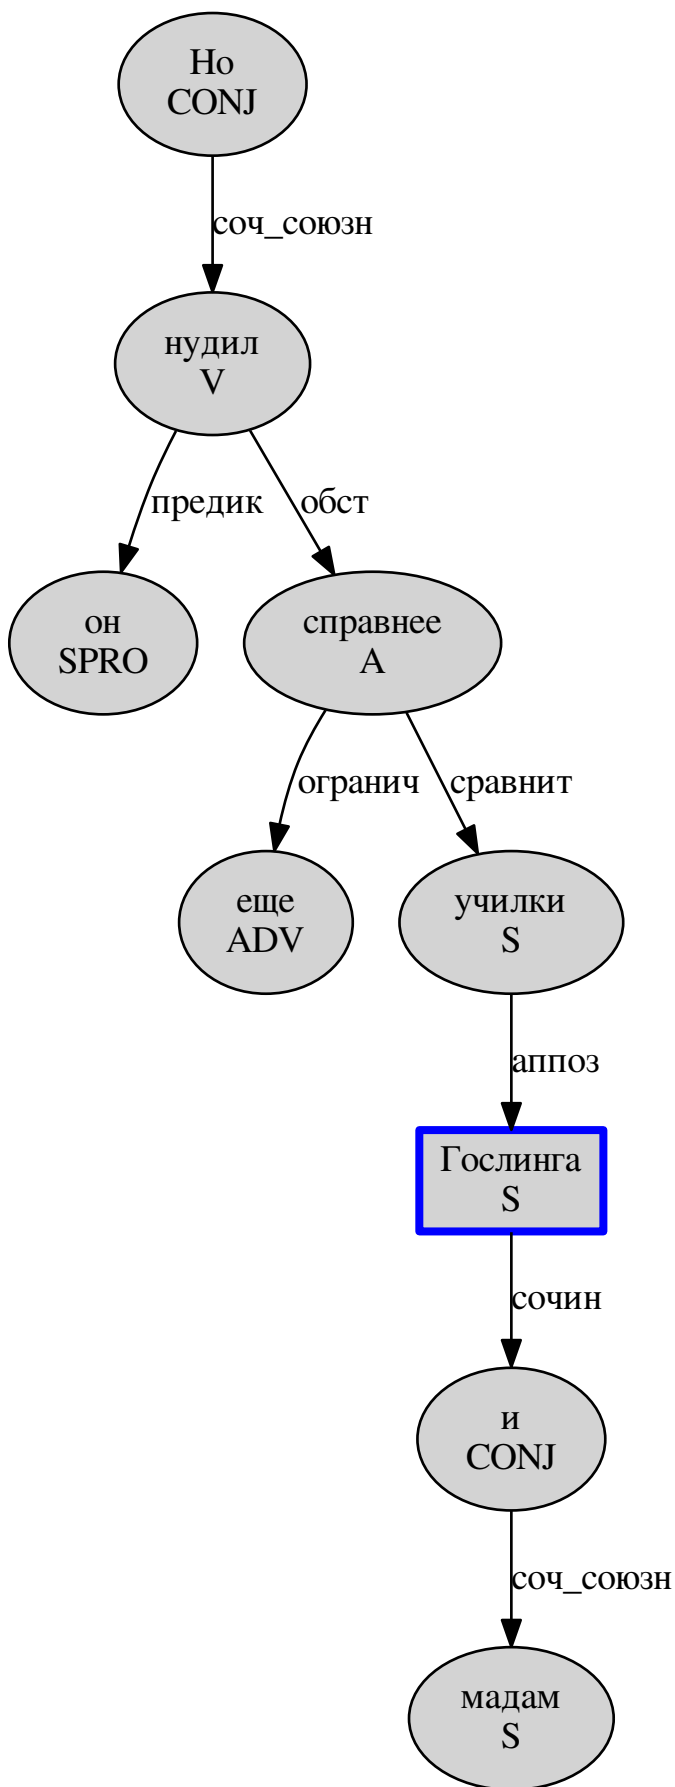 Но
CONJ
соч_союзн
нудил
V
предик
обст
он
SPRO
справнее
A
огранич
сравнит
еще
ADV
училки
S
аппоз
Гослинга
S
сочин
и
CONJ
соч_союзн
мадам
S